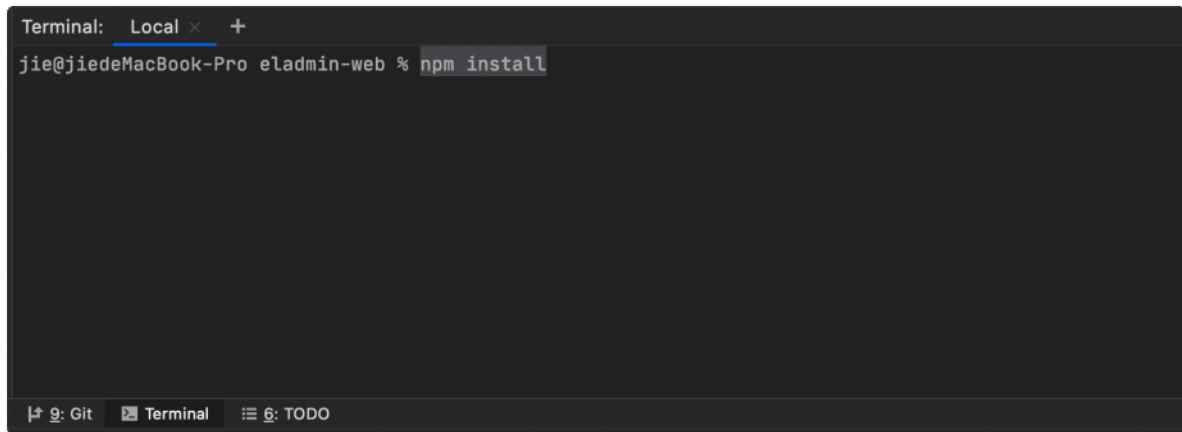 Terminal: Local × +
jie@jiedeMacBook-Pro eladmin-web % npm install
9: Git Terminal 6: TODO